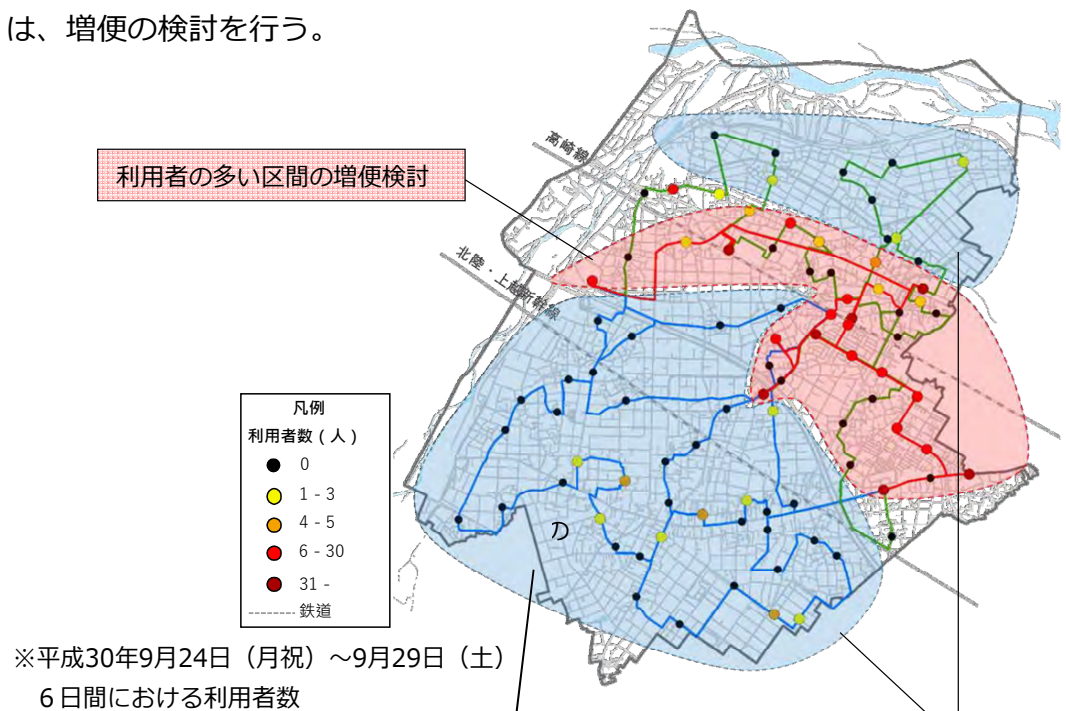 は、増便の検討を行う。
利用者の多い区間の増便検討
高崎線
北陸・上越新幹線
凡例
利用者数（人）
0
1 - 3
4 - 5
6 - 30
31 -
鉄道
の
※平成30年9月24日（月祝）～9月29日（土）
６日間における利用者数